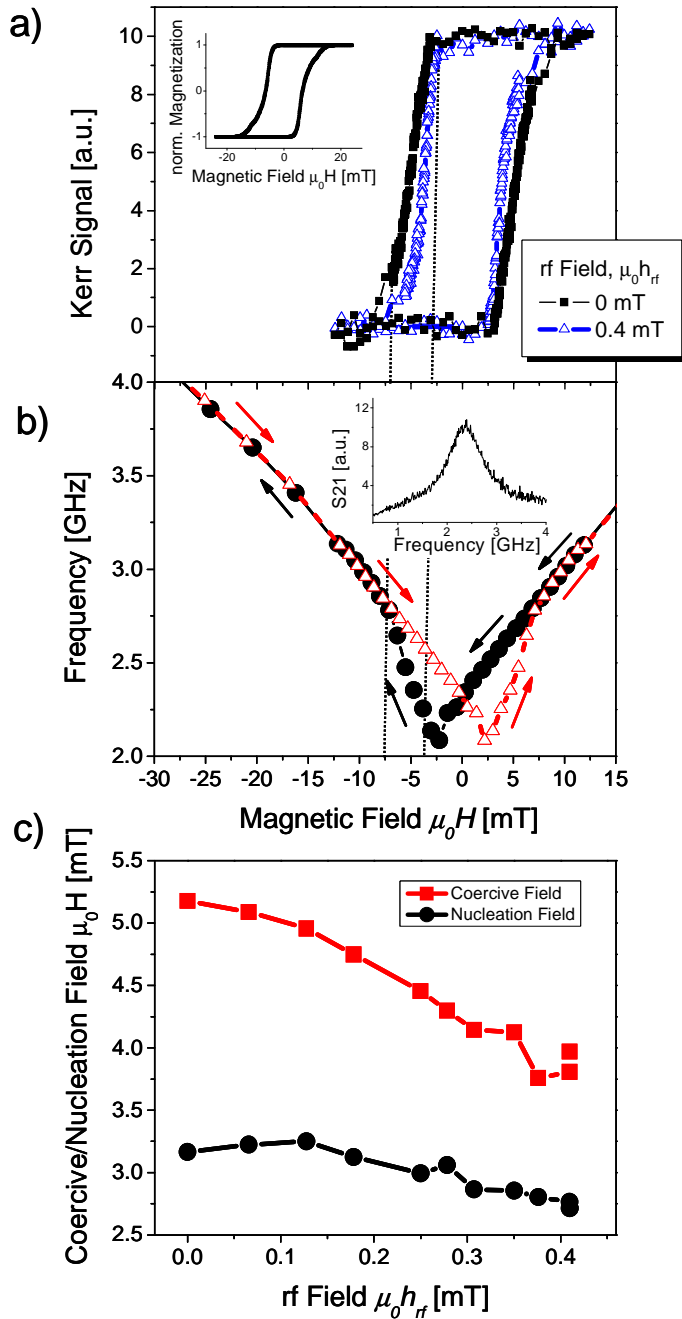 a)
norm. Magnetization
1
0
-1
-20
0
20
Magnetic Field μ0H [mT]
Kerr Signal [a.u.]
10
8
6
4
2
0
rf Field, μ0hrf
0 mT
0.4 mT
b)
Frequency [GHz]
4.0
3.5
3.0
2.5
2.0
S21 [a.u.]
12
8
4
1
2
3
4
Frequency [GHz]
-30 -25 -20 -15 -10 -5 0 5 10 15
Magnetic Field μ0H [mT]
c)
Coercive/Nucleation Field μ0H [mT]
5.5
5.0
4.5
4.0
3.5
3.0
2.5
Coercive Field
Nucleation Field
0.0 0.1 0.2 0.3 0.4
rf Field μ0hrf [mT]